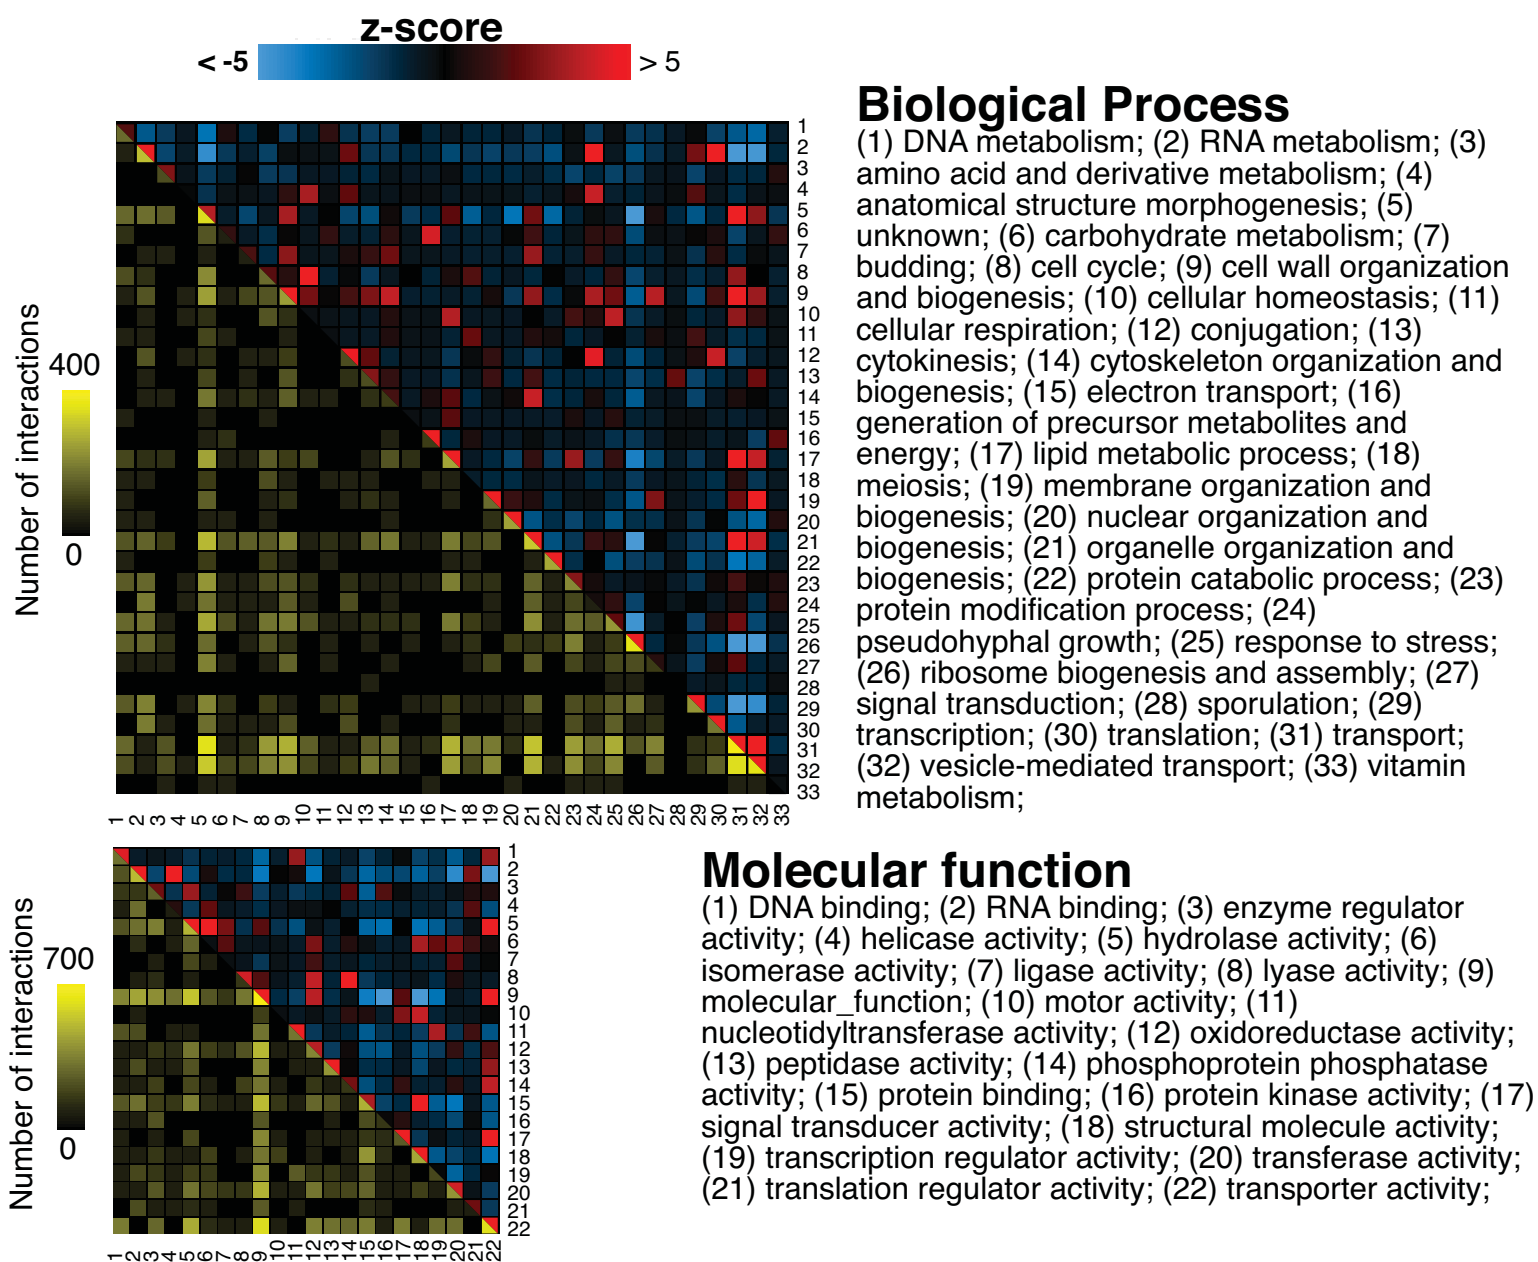 z-score
< -5
> 5
Biological Process
(1) DNA metabolism; (2) RNA metabolism; (3)
amino acid and derivative metabolism; (4)
anatomical structure morphogenesis; (5)
unknown; (6) carbohydrate metabolism; (7)
budding; (8) cell cycle; (9) cell wall organization
and biogenesis; (10) cellular homeostasis; (11)
cellular respiration; (12) conjugation; (13)
cytokinesis; (14) cytoskeleton organization and
biogenesis; (15) electron transport; (16)
generation of precursor metabolites and
energy; (17) lipid metabolic process; (18)
meiosis; (19) membrane organization and
biogenesis; (20) nuclear organization and
biogenesis; (21) organelle organization and
biogenesis; (22) protein catabolic process; (23)
protein modification process; (24)
pseudohyphal growth; (25) response to stress;
(26) ribosome biogenesis and assembly; (27)
signal transduction; (28) sporulation; (29)
transcription; (30) translation; (31) transport;
(32) vesicle-mediated transport; (33) vitamin
metabolism;
Number of interactions
400
0
1
2
3
4
5
6
7
8
9
10
11
12
13
14
15
16
17
18
19
20
21
22
23
24
25
26
27
28
29
30
31
32
33
1 2 3 4 5 6 7 8 9 10 11 12 13 14 15 16 17 18 19 20 21 22 23 24 25 26 27 28 29 30 31 32 33
Molecular function
(1) DNA binding; (2) RNA binding; (3) enzyme regulator
activity; (4) helicase activity; (5) hydrolase activity; (6)
isomerase activity; (7) ligase activity; (8) lyase activity; (9)
molecular_function; (10) motor activity; (11)
nucleotidyltransferase activity; (12) oxidoreductase activity;
(13) peptidase activity; (14) phosphoprotein phosphatase
activity; (15) protein binding; (16) protein kinase activity; (17)
signal transducer activity; (18) structural molecule activity;
(19) transcription regulator activity; (20) transferase activity;
(21) translation regulator activity; (22) transporter activity;
Number of interactions
700
0
1
2
3
4
5
6
7
8
9
10
11
12
13
14
15
16
17
18
19
20
21
22
1 2 3 4 5 6 7 8 9 10 11 12 13 14 15 16 17 18 19 20 21 22